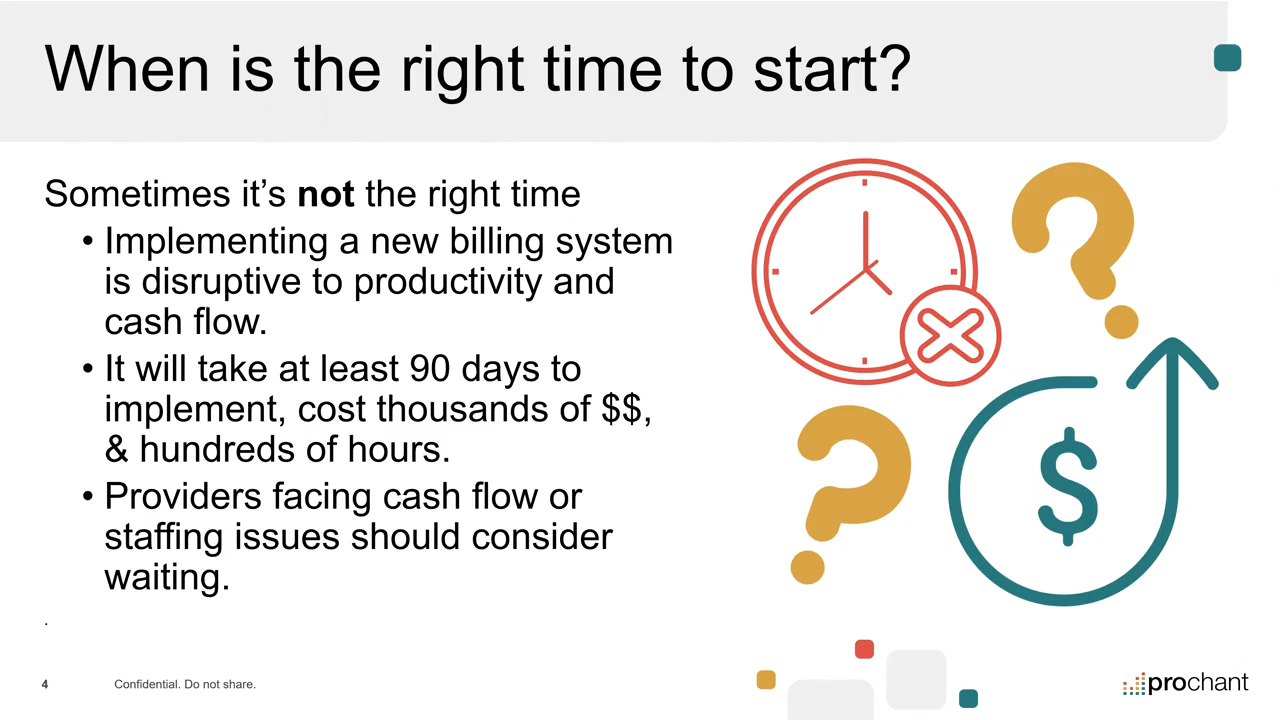 When is the right time to start?
Sometimes it’s not the right time
• Implementing a new billing system
is disruptive to productivity and
cash flow.
• It will take at least 90 days to
implement, cost thousands of $$,
& hundreds of hours.
• Providers facing cash flow or
staffing issues should consider
waiting.
.
4 Confidential. Do not share.
prochant